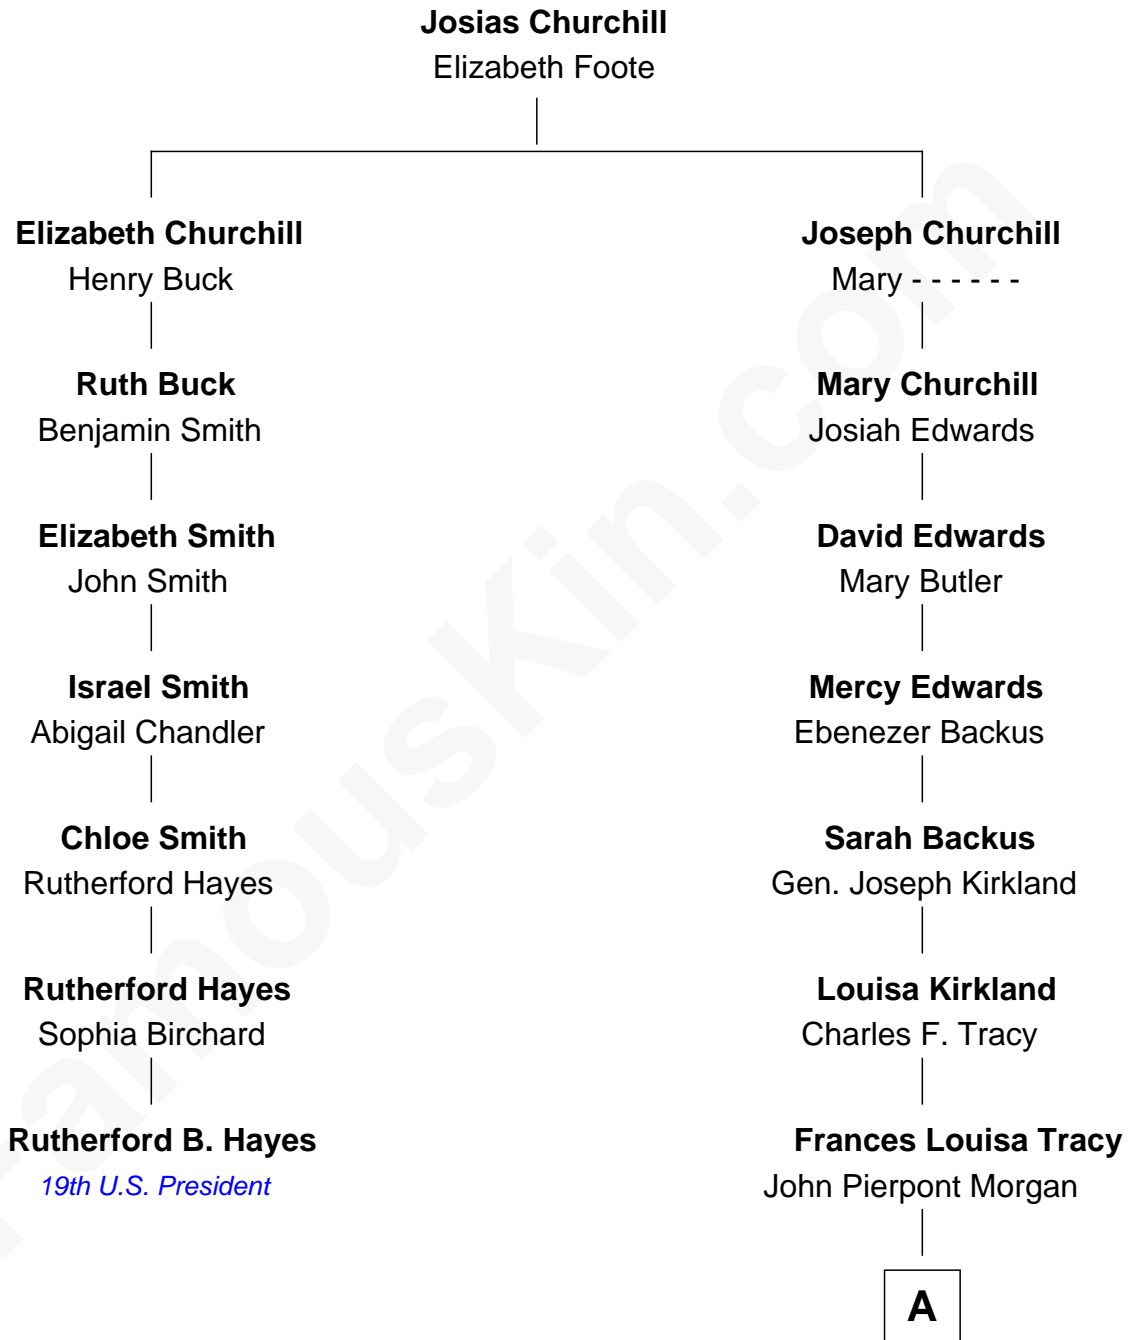 Josias Churchill
Elizabeth Foote
Elizabeth Churchill
Henry Buck
Joseph Churchill
Mary - - - - - -
Ruth Buck
Benjamin Smith
Mary Churchill
Josiah Edwards
Elizabeth Smith
John Smith
David Edwards
Mary Butler
Israel Smith
Abigail Chandler
Mercy Edwards
Ebenezer Backus
Chloe Smith
Rutherford Hayes
Sarah Backus
Gen. Joseph Kirkland
Rutherford Hayes
Sophia Birchard
Louisa Kirkland
Charles F. Tracy
Rutherford B. Hayes
19th U.S. President
Frances Louisa Tracy
John Pierpont Morgan
A
FamousKin.com